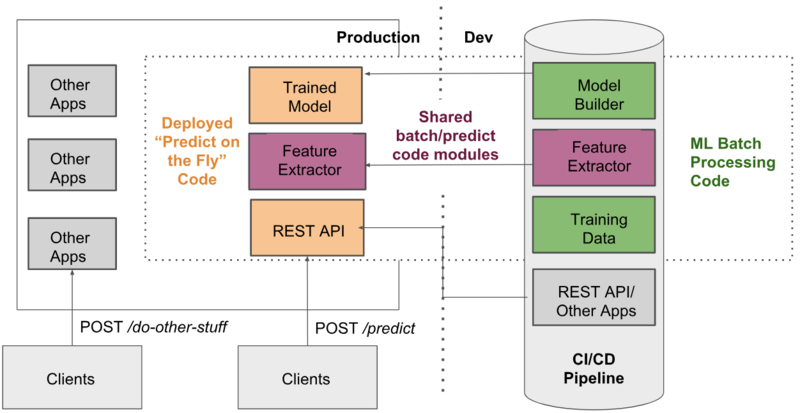 Production
Dev
Other
Apps
Other
Apps
Other
Apps
Deployed
“Predict on
the Fly”
Code
Trained
Model
Feature
Extractor
REST API
Shared
batch/predict
code modules
Model
Builder
Feature
Extractor
Training
Data
REST API/
Other Apps
CI/CD
Pipeline
ML Batch
Processing
Code
POST /do-other-stuff
POST /predict
Clients
Clients